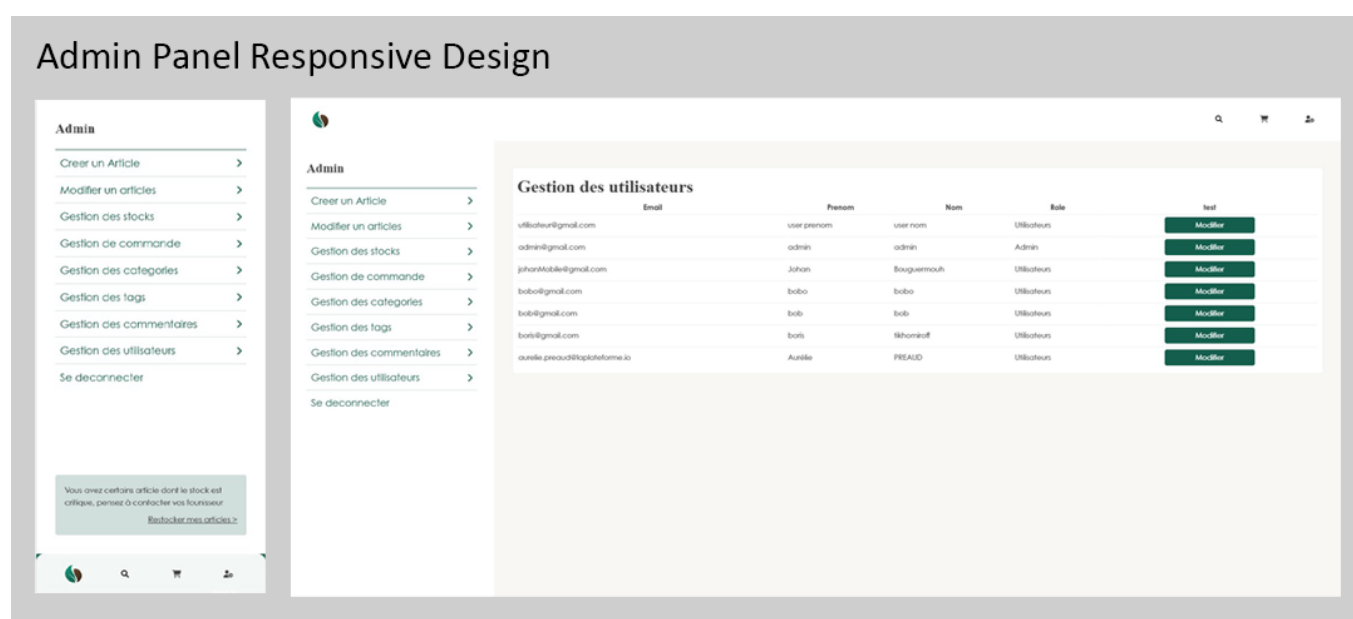 Admin Panel Responsive Design
Admin
Creer un Article
Modifier un articles
Gestion des stocks
Gestion de commande
Gestion des categories
Gestion des tags
Gestion des commentaires
Gestion des utilisateurs
Se deconnecter
Vous avez certains article dont le stock est
critique, pensez à contacter vos founisseur
Restocker mes articles >
Admin
Creer un Article
Modifier un articles
Gestion des stocks
Gestion de commande
Gestion des categories
Gestion des tags
Gestion des commentaires
Gestion des utilisateurs
Se deconnecter
Gestion des utilisateurs
Email Prenom Nom Role test
utilisateur@gmail.com user prenom user nom Utilisateurs Modifier
admin@gmail.com admin admin Admin Modifier
johanMobile@gmail.com Johan Bouguermouh Utilisateurs Modifier
bobo@gmail.com bobo bobo Utilisateurs Modifier
bob@gmail.com bob bob Utilisateurs Modifier
boris@gmail.com boris tikhomiroff Utilisateurs Modifier
aurelie.preaud@laplateforme.io Aurélie PREAUD Utilisateurs Modifier